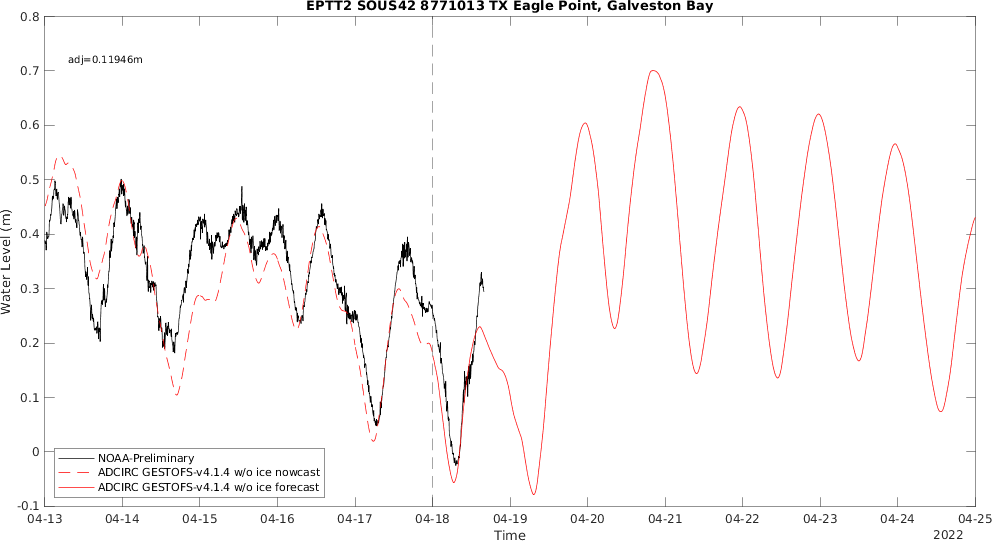 EPTT2 SOUS42 8771013 TX Eagle Point, Galveston Bay
adj=0.11946m
0.8
0.7
0.6
0.5
0.4
0.3
0.2
0.1
0
-0.1
Water Level (m)
NOAA-Preliminary
ADCIRC GESTOFS-v4.1.4 w/o ice nowcast
ADCIRC GESTOFS-v4.1.4 w/o ice forecast
04-13 04-14 04-15 04-16 04-17 04-18 04-19 04-20 04-21 04-22 04-23 04-24 04-25
Time
2022